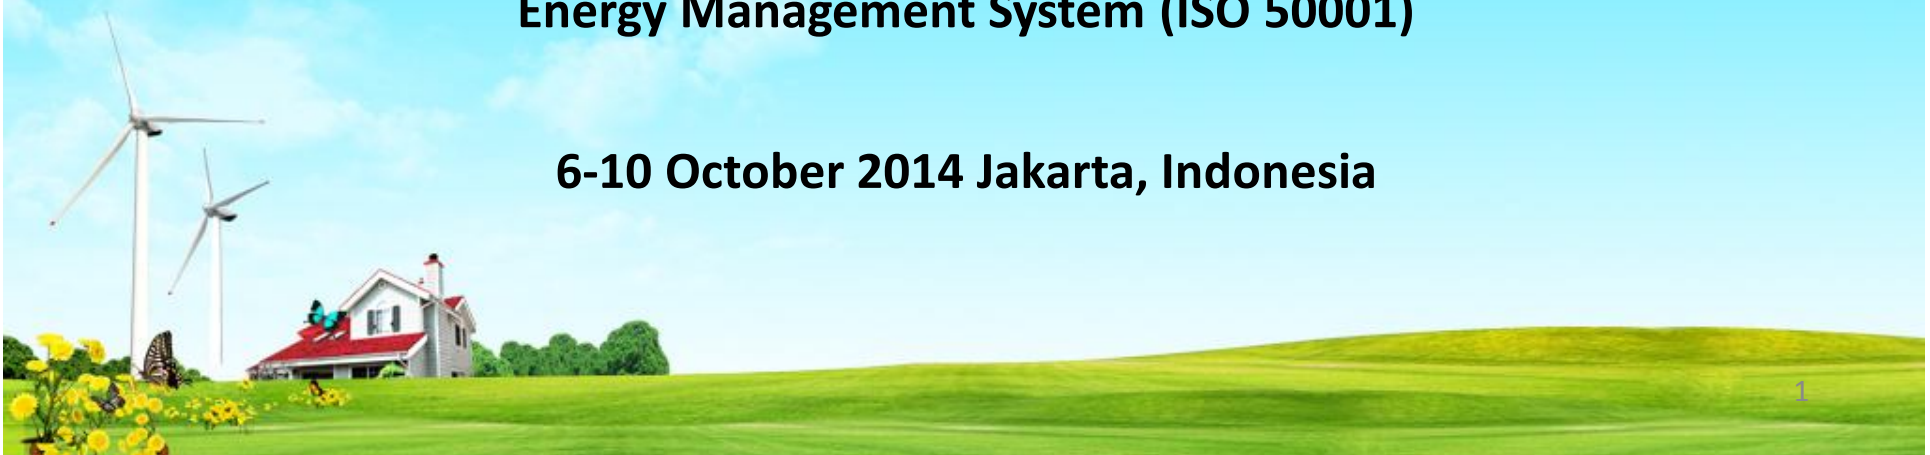 Energy Management System (ISO 50001)
6-10 October 2014 Jakarta, Indonesia
1